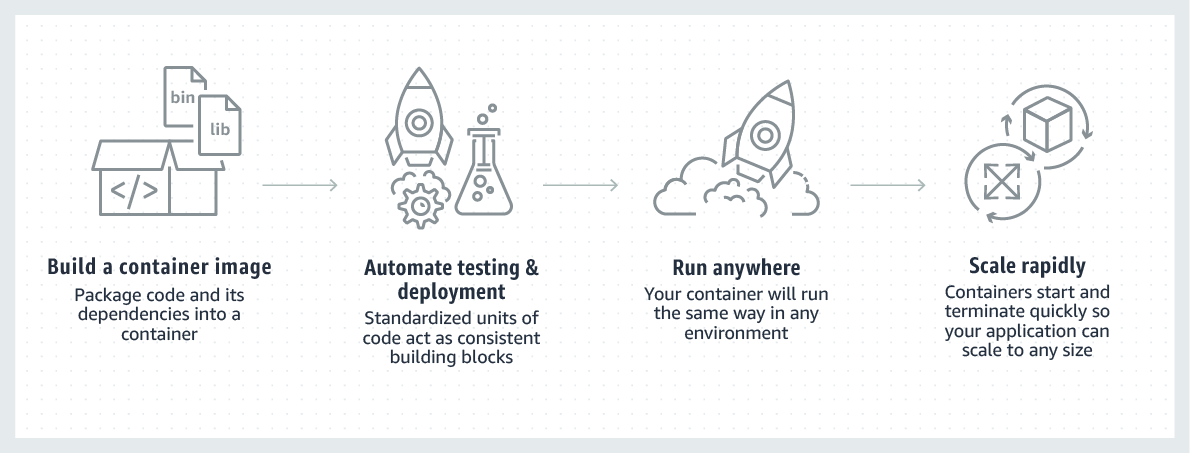 bin
lib
</>
Build a container image
Package code and its
dependencies into a
container
Automate testing &
deployment
Standardized units of
code act as consistent
building blocks
Run anywhere
Your container will run
the same way in any
environment
Scale rapidly
Containers start and
terminate quickly so
your application can
scale to any size